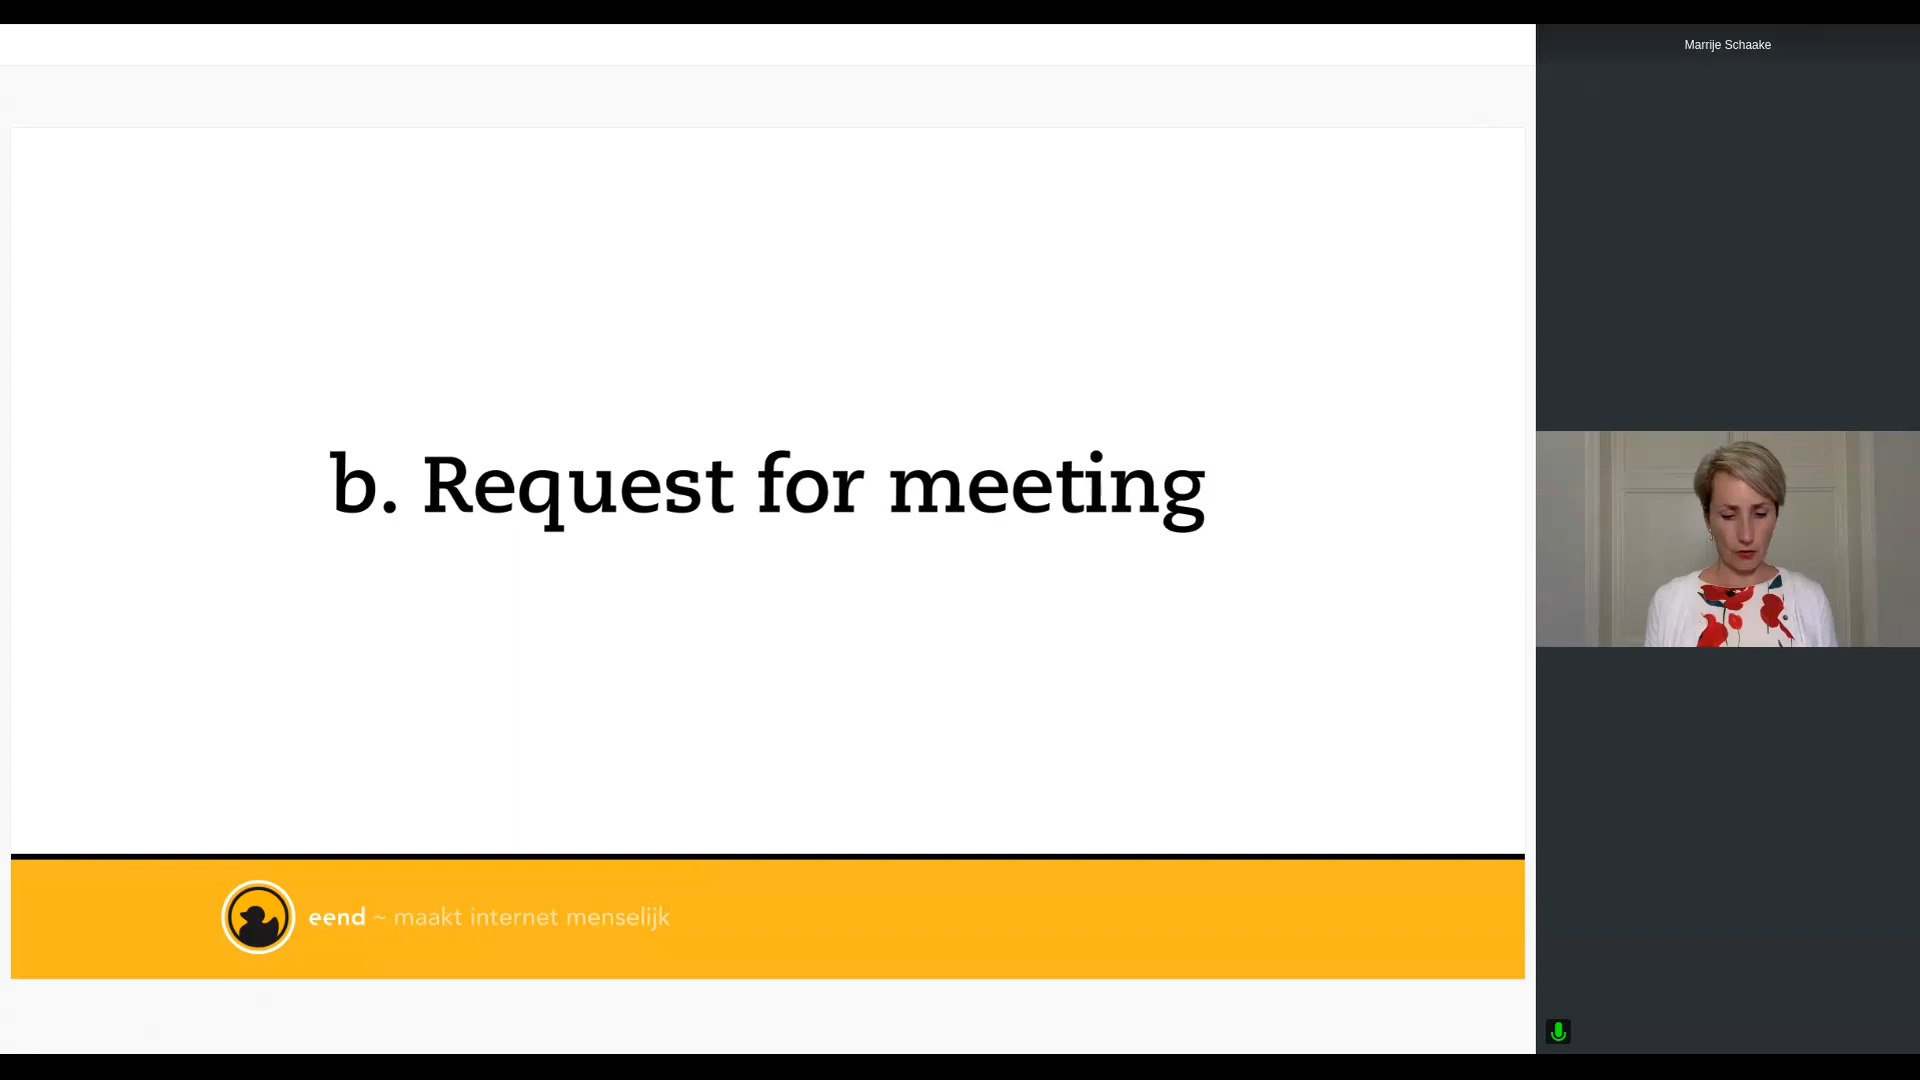 Marrije Schaake
b. Request for meeting
eend ~ maakt internet menselijk